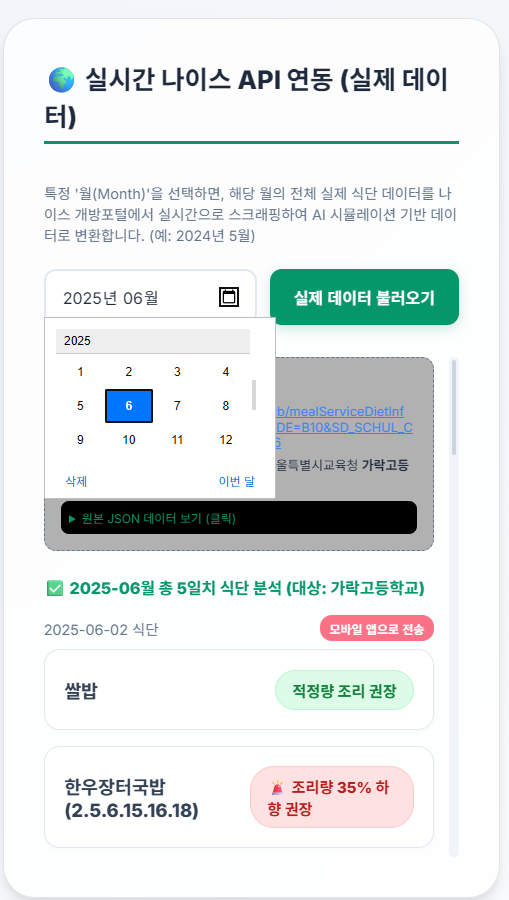 실시간 나이스 API 연동 (실제 데이
터)
특정 '월(Month)'을 선택하면, 해당 월의 전체 실제 식단 데이터를 나
이스 개방포털에서 실시간으로 스크래핑하여 AI 시뮬레이션 기반 데이
터로 변환합니다. (예: 2024년 5월)
2025년 06월
실제 데이터 불러오기
2025
1 2 3 4
5 6 7 8
9 10 11 12
삭제 이번 달
b/mealServiceDietInf
DE=B10&SD_SCHUL_C
울특별시교육청 가락고등
▶ 원본 JSON 데이터 보기 (클릭)
✅ 2025-06월 총 5일치 식단 분석 (대상: 가락고등학교)
2025-06-02 식단
모바일 앱으로 전송
쌀밥
적정량 조리 권장
한우장터국밥
(2.5.6.15.16.18)
🚨 조리량 35% 하
향 권장